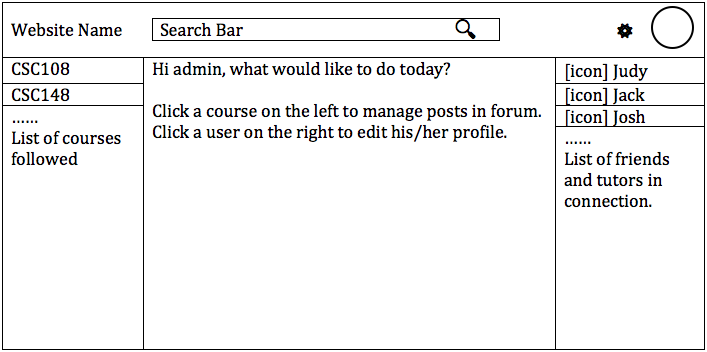 Website Name
Search Bar
CSC108
CSC148
......
List of courses
followed
Hi admin, what would like to do today?
Click a course on the left to manage posts in forum.
Click a user on the right to edit his/her profile.
[icon] Judy
[icon] Jack
[icon] Josh
......
List of friends
and tutors in
connection.